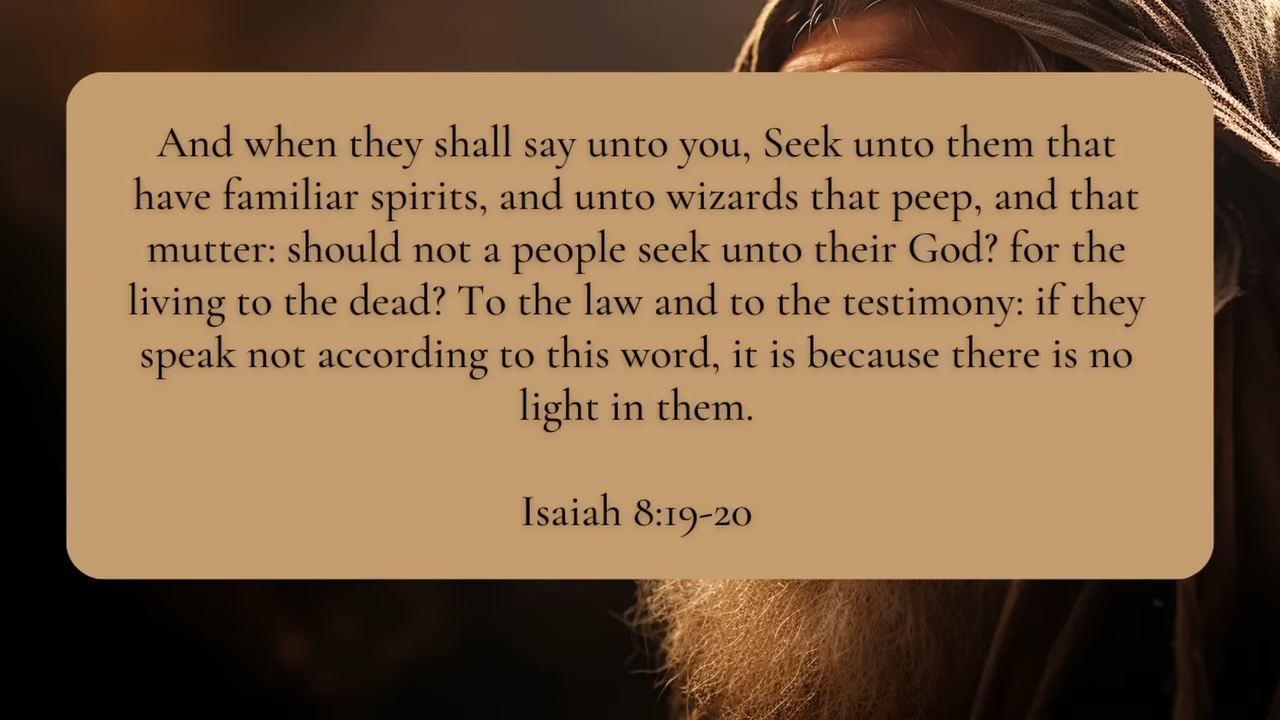 And when they shall say unto you, Seek unto them that
have familiar spirits, and unto wizards that peep, and that
mutter: should not a people seek unto their God? for the
living to the dead? To the law and to the testimony: if they
speak not according to this word, it is because there is no
light in them.
Isaiah 8:19-20